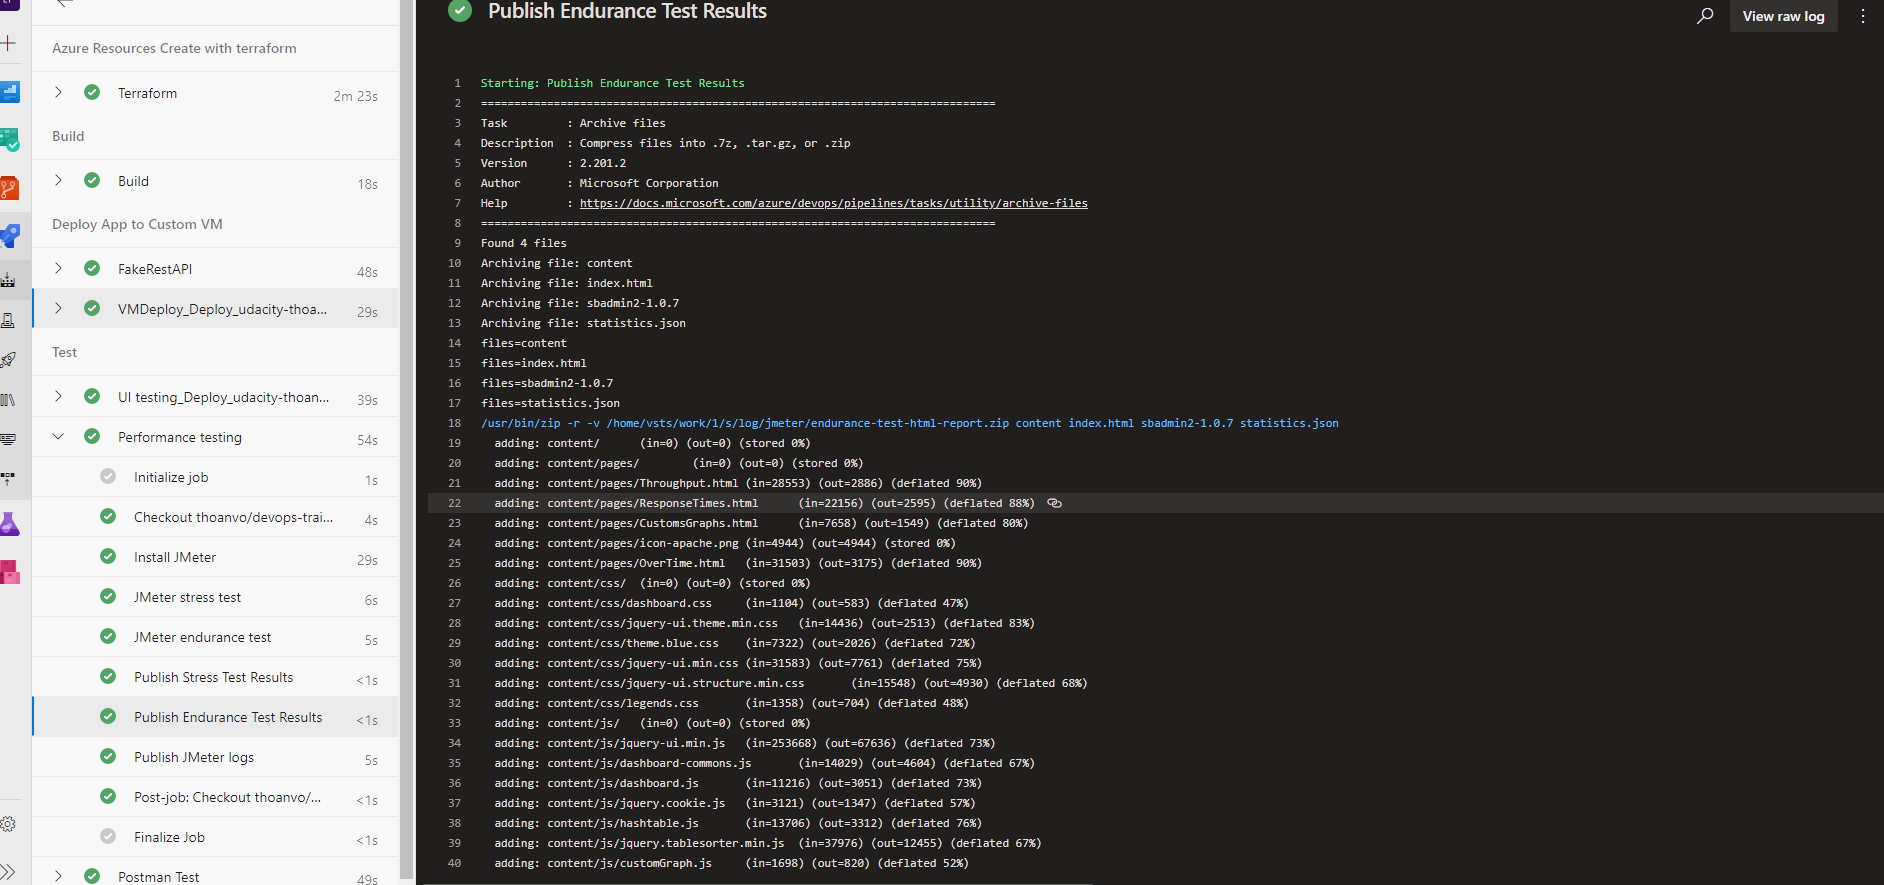 Azure Resources Create with terraform
Terraform 2m 23s
Build
Build 18s
Deploy App to Custom VM
FakeRestAPI 48s
VMDeploy_Deploy_udacity-thoa... 29s
Test
UI testing_Deploy_udacity-thoan... 39s
Performance testing 54s
Initialize job 1s
Checkout thoanvo/devops-trai... 4s
Install JMeter 29s
JMeter stress test 6s
JMeter endurance test 5s
Publish Stress Test Results <1s
Publish Endurance Test Results <1s
Publish JMeter logs 5s
Post-job: Checkout thoanvo/... <1s
Finalize Job <1s
Postman Test 49s
Publish Endurance Test Results
View raw log
1 Starting: Publish Endurance Test Results
2 ==============================================================================
3 Task         : Archive files
4 Description  : Compress files into .7z, .tar.gz, or .zip
5 Version      : 2.201.2
6 Author       : Microsoft Corporation
7 Help         : https://docs.microsoft.com/azure/devops/pipelines/tasks/utility/archive-files
8 ==============================================================================
9 Found 4 files
10 Archiving file: content
11 Archiving file: index.html
12 Archiving file: sbadmin2-1.0.7
13 Archiving file: statistics.json
14 files=content
15 files=index.html
16 files=sbadmin2-1.0.7
17 files=statistics.json
18 /usr/bin/zip -r -v /home/vsts/work/1/s/log/jmeter/endurance-test-html-report.zip content index.html sbadmin2-1.0.7 statistics.json
19 adding: content/ (in=0) (out=0) (stored 0%)
20 adding: content/pages/ (in=0) (out=0) (stored 0%)
21 adding: content/pages/Throughput.html (in=28553) (out=2886) (deflated 90%)
22 adding: content/pages/ResponseTimes.html (in=22156) (out=2595) (deflated 88%)
23 adding: content/pages/CustomsGraphs.html (in=7658) (out=1549) (deflated 80%)
24 adding: content/pages/icon-apache.png (in=4944) (out=4944) (stored 0%)
25 adding: content/pages/OverTime.html (in=31503) (out=3175) (deflated 90%)
26 adding: content/css/ (in=0) (out=0) (stored 0%)
27 adding: content/css/dashboard.css (in=1104) (out=583) (deflated 47%)
28 adding: content/css/jquery-ui.theme.min.css (in=14436) (out=2513) (deflated 83%)
29 adding: content/css/theme.blue.css (in=7322) (out=2026) (deflated 72%)
30 adding: content/css/jquery-ui.min.css (in=31583) (out=7761) (deflated 75%)
31 adding: content/css/jquery-ui.structure.min.css (in=15548) (out=4930) (deflated 68%)
32 adding: content/css/legends.css (in=1358) (out=704) (deflated 48%)
33 adding: content/js/ (in=0) (out=0) (stored 0%)
34 adding: content/js/jquery-ui.min.js (in=253668) (out=67636) (deflated 73%)
35 adding: content/js/dashboard-commons.js (in=14029) (out=4604) (deflated 67%)
36 adding: content/js/dashboard.js (in=11216) (out=3051) (deflated 73%)
37 adding: content/js/jquery.cookie.js (in=3121) (out=1347) (deflated 57%)
38 adding: content/js/hashtable.js (in=13706) (out=3312) (deflated 76%)
39 adding: content/js/jquery.tablesorter.min.js (in=37976) (out=12455) (deflated 67%)
40 adding: content/js/customGraph.js (in=1698) (out=820) (deflated 52%)